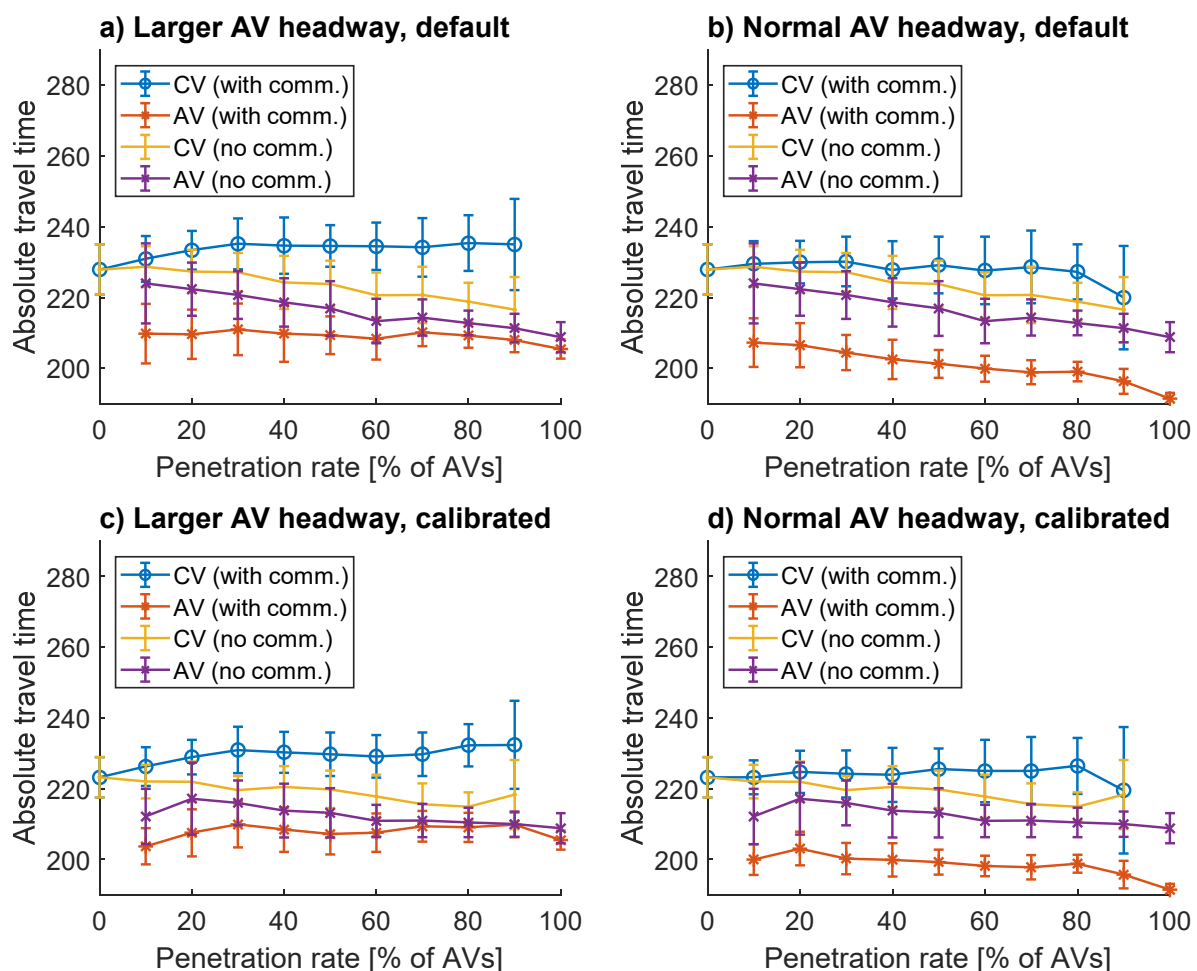 a) Larger AV headway, default
280
260
240
220
200
Absolute travel time
CV (with comm.)
AV (with comm.)
CV (no comm.)
AV (no comm.)
0 20 40 60 80 100
Penetration rate [% of AVs]
b) Normal AV headway, default
280
260
240
220
200
Absolute travel time
CV (with comm.)
AV (with comm.)
CV (no comm.)
AV (no comm.)
0 20 40 60 80 100
Penetration rate [% of AVs]
c) Larger AV headway, calibrated
280
260
240
220
200
Absolute travel time
CV (with comm.)
AV (with comm.)
CV (no comm.)
AV (no comm.)
0 20 40 60 80 100
Penetration rate [% of AVs]
d) Normal AV headway, calibrated
280
260
240
220
200
Absolute travel time
CV (with comm.)
AV (with comm.)
CV (no comm.)
AV (no comm.)
0 20 40 60 80 100
Penetration rate [% of AVs]